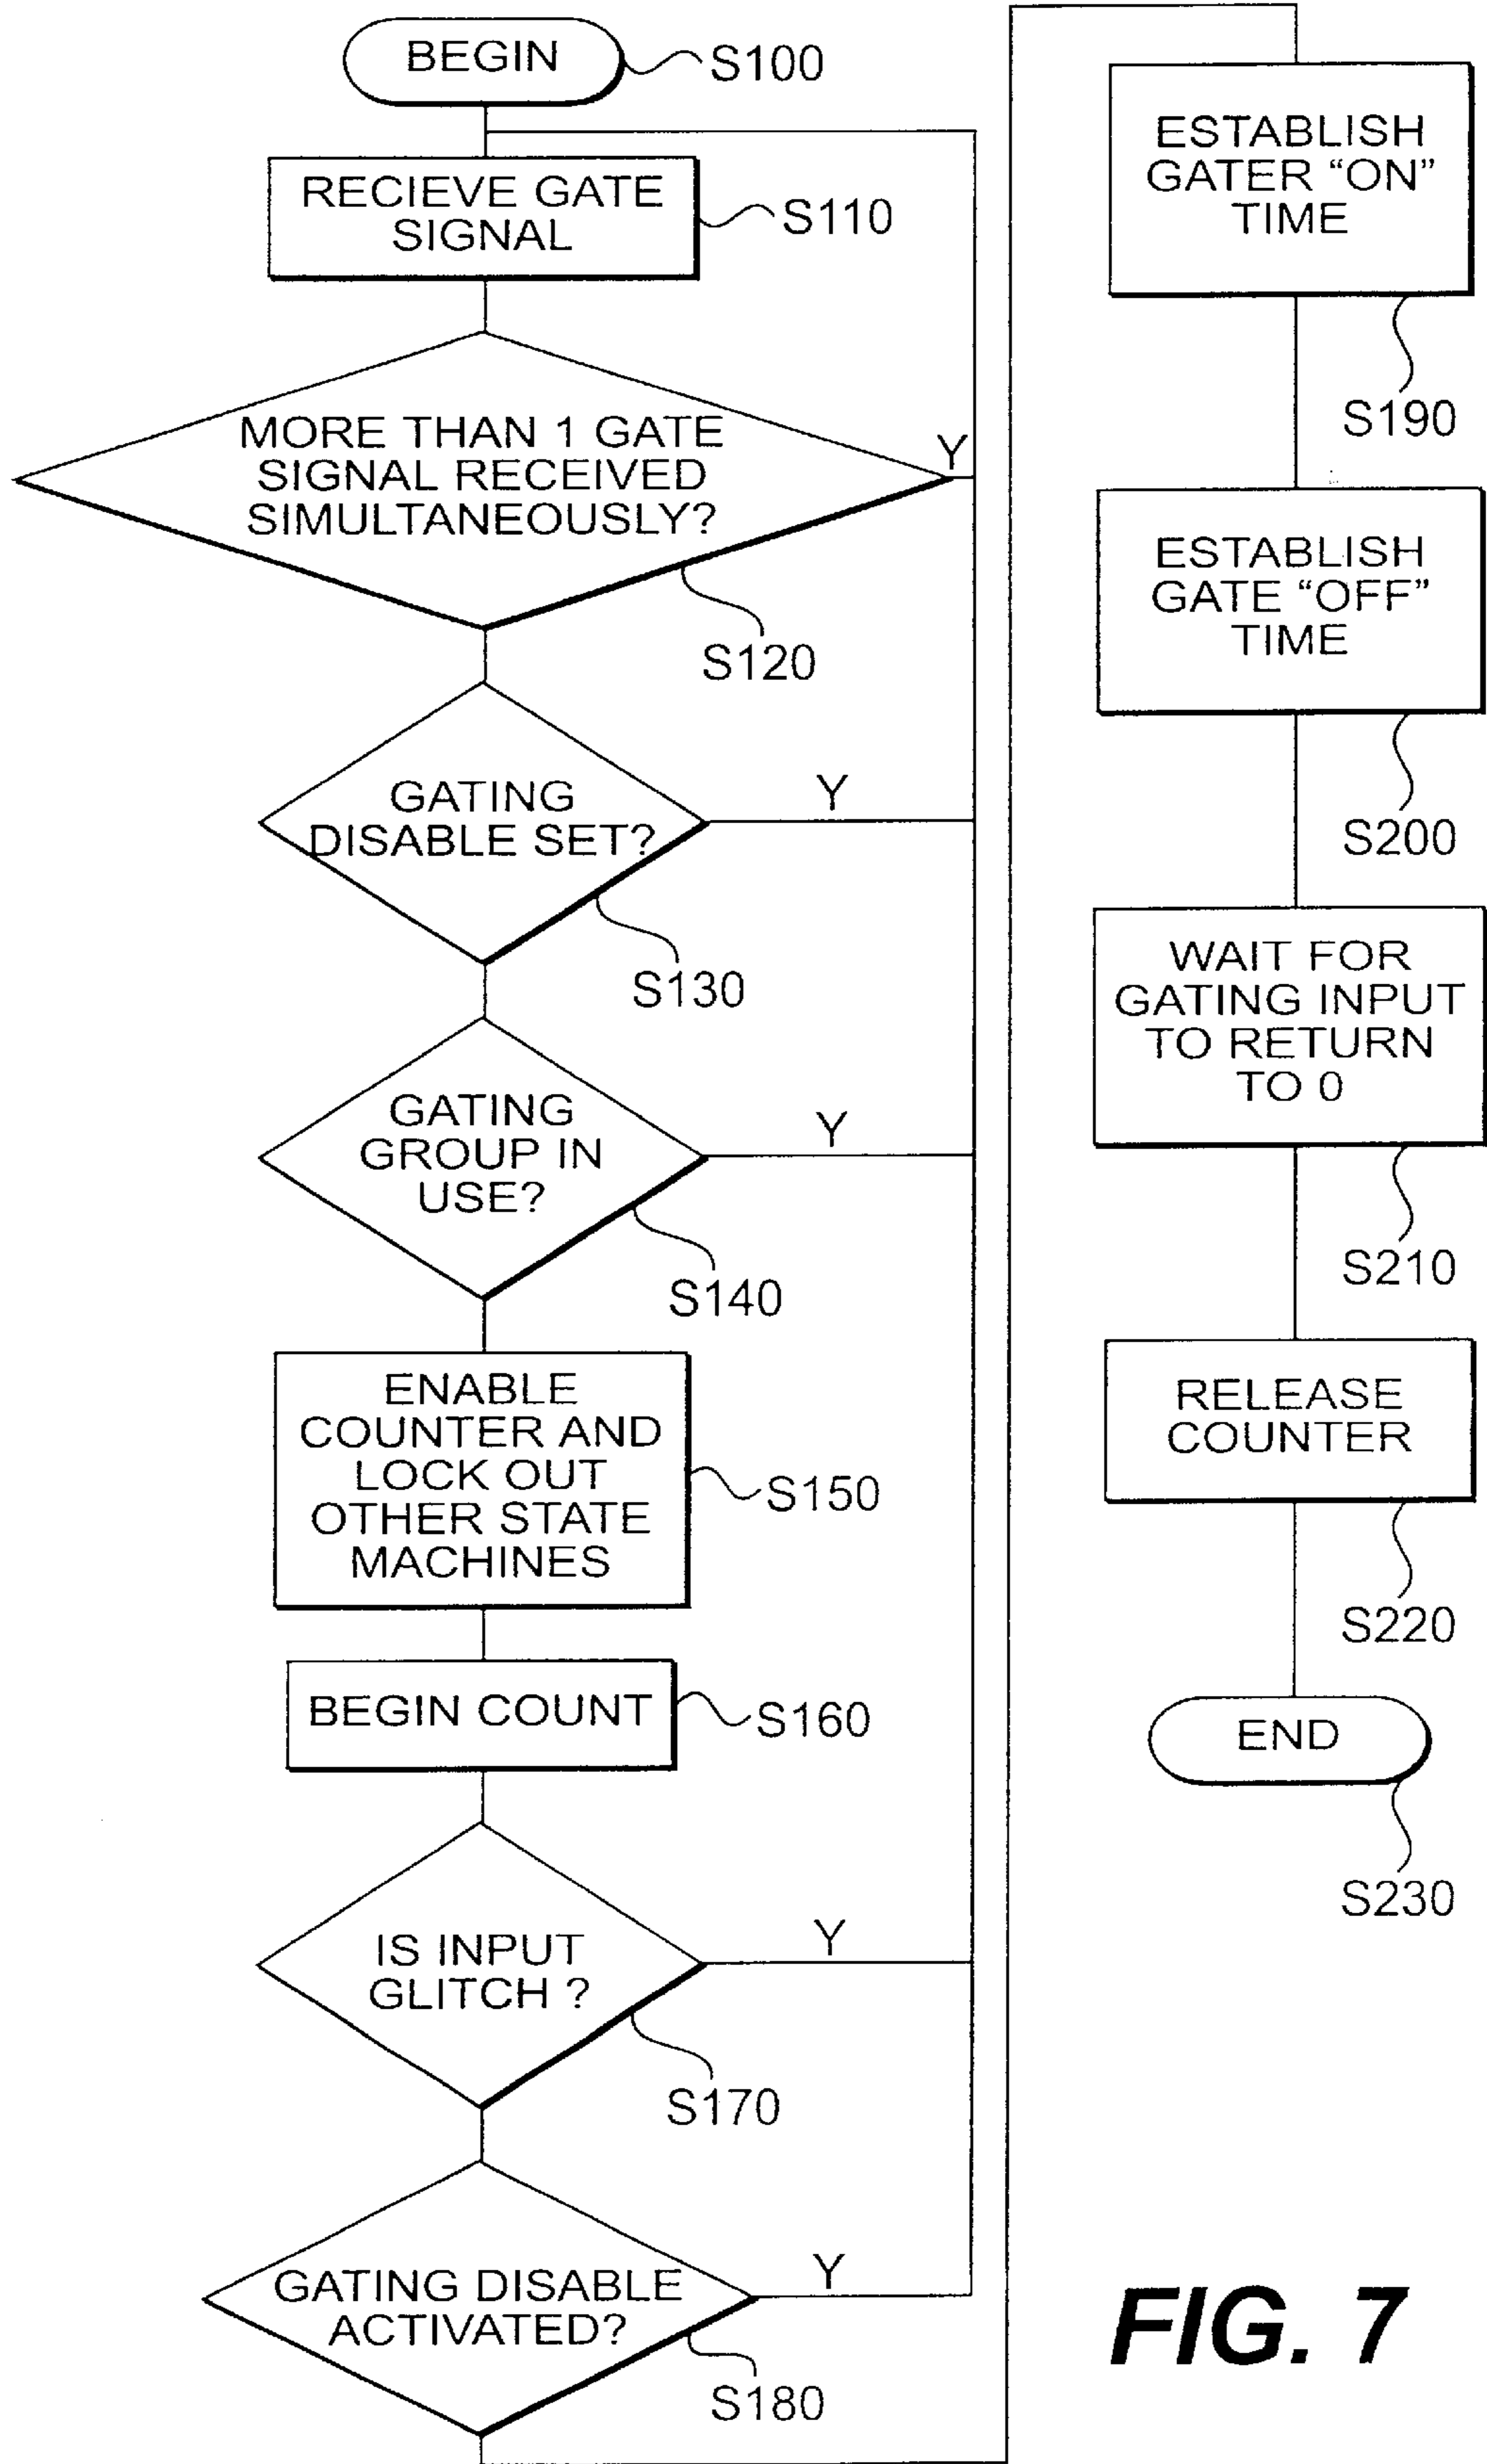 BEGIN
S100
RECIEVE GATE
SIGNAL
S110
MORE THAN 1 GATE
SIGNAL RECEIVED
SIMULTANEOUSLY?
Y
S120
GATING
DISABLE SET?
Y
S130
GATING
GROUP IN
USE?
Y
S140
ENABLE
COUNTER AND
LOCK OUT
OTHER STATE
MACHINES
S150
BEGIN COUNT
S160
IS INPUT
GLITCH ?
Y
S170
GATING DISABLE
ACTIVATED?
Y
S180
ESTABLISH
GATER “ON”
TIME
S190
ESTABLISH
GATE “OFF”
TIME
S200
WAIT FOR
GATING INPUT
TO RETURN
TO 0
S210
RELEASE
COUNTER
S220
END
S230
FIG. 7